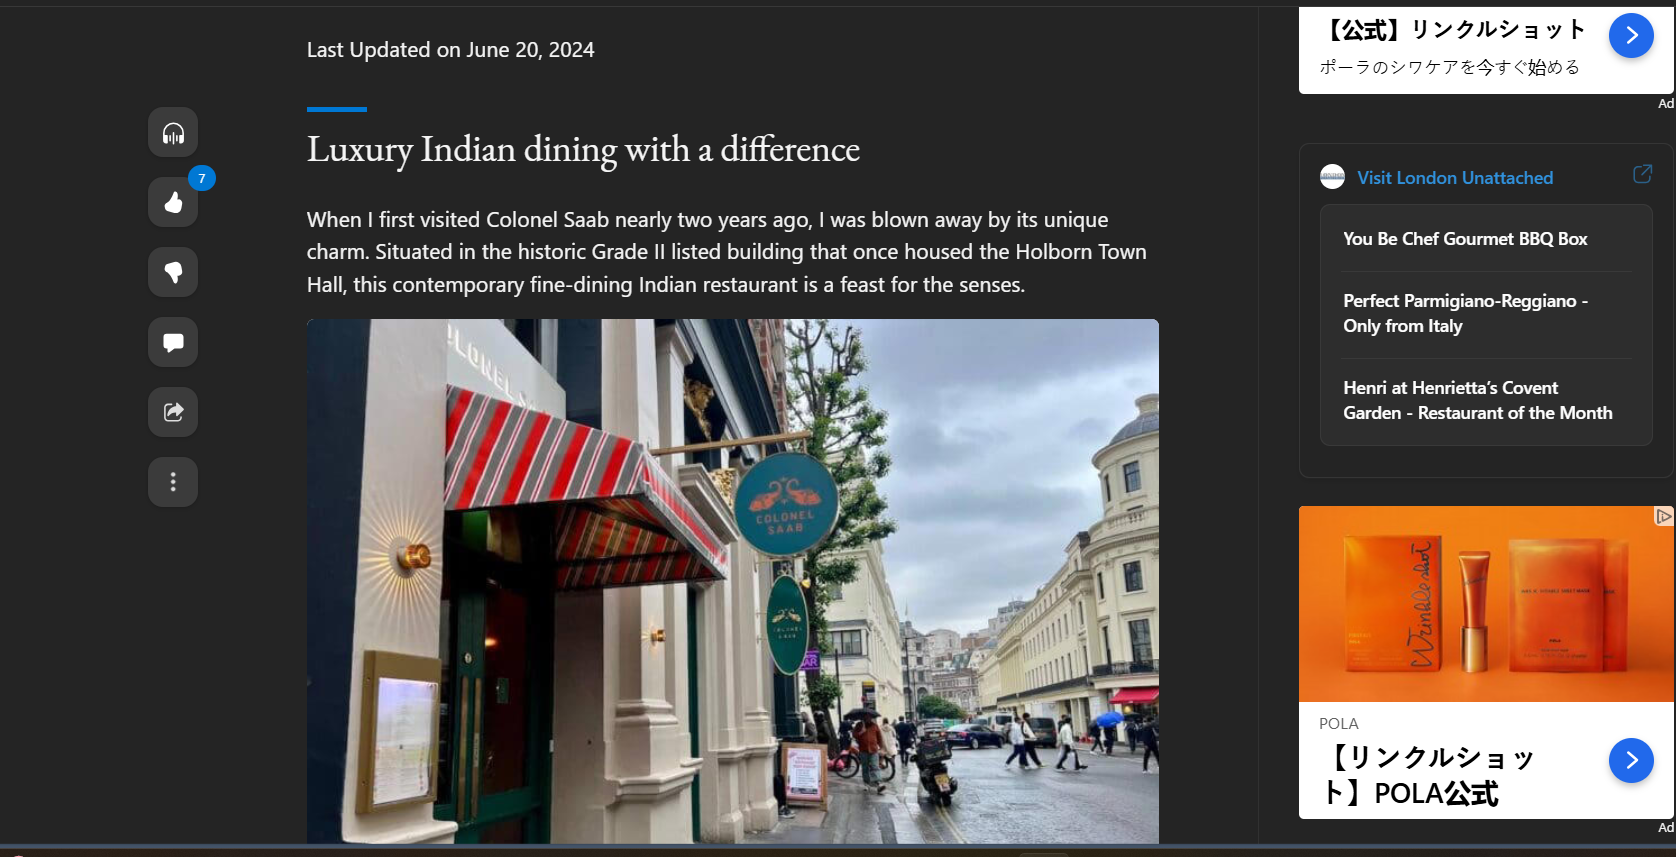 Last Updated on June 20, 2024
7
Luxury Indian dining with a difference
When I first visited Colonel Saab nearly two years ago, I was blown away by its unique
charm. Situated in the historic Grade II listed building that once housed the Holborn Town
Hall, this contemporary fine-dining Indian restaurant is a feast for the senses.
COLONEL
SAAB
COLONEL
SAAB
BAR
【公式】リンクルショット
ポーラのシワケアを今すぐ始める
Ad
Visit London Unattached
You Be Chef Gourmet BBQ Box
Perfect Parmigiano-Reggiano -
Only from Italy
Henri at Henrietta’s Covent
Garden - Restaurant of the Month
Wrinkleshot
POLA
POLA
【リンクルショッ
ト】POLA公式
Ad